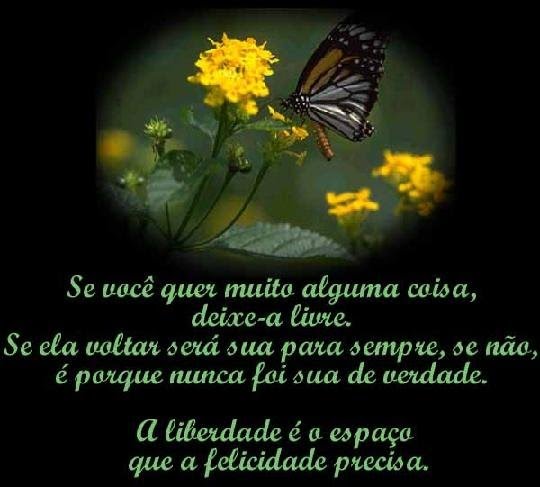 Se você quer muito alguma coisa,
deixe-a livre.
Se ela voltar será sua para sempre, se não,
é porque nunca foi sua de verdade.
A liberdade é o espaço
que a felicidade precisa.